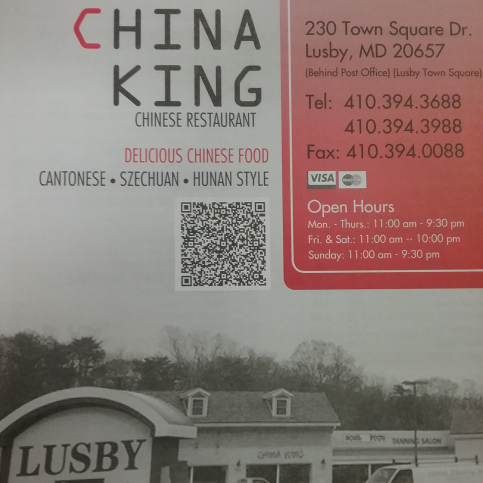 CHINA
KING
CHINESE RESTAURANT
DELICIOUS CHINESE FOOD
CANTONESE • SZECHUAN • HUNAN STYLE
230 Town Square Dr.
Lusby, MD 20657
(Behind Post Office) (Lusby Town Square)
Tel: 410.394.3688
410.394.3988
Fax: 410.394.0088
VISA
Open Hours
Mon. - Thurs.: 11:00 am - 9:30 pm
Fri. & Sat.: 11:00 am -- 10:00 pm
Sunday: 11:00 am - 9:30 pm
LUSBY
CHINA KING
FOOD
TANNING SALON